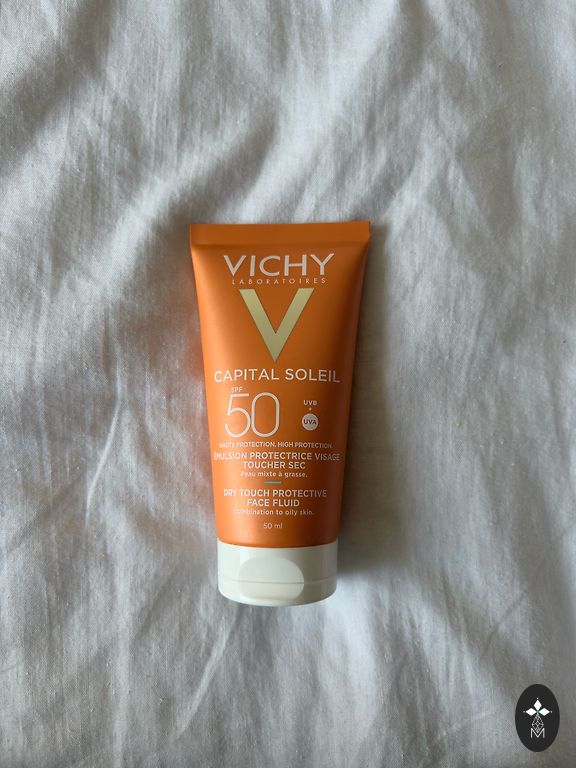 VICHY
LABORATOIRES
V
CAPITAL SOLEIL
SPF
50
UVB
+
UVA
HAUTE PROTECTION. HIGH PROTECTION.
ÉMULSION PROTECTRICE VISAGE
TOUCHER SEC
Peau mixte à grasse.
DRY TOUCH PROTECTIVE
FACE FLUID
Combination to oily skin.
50 ml
M